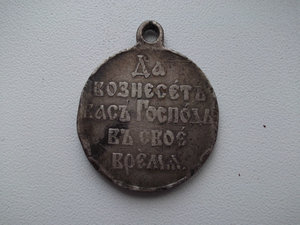 Да
вознесетъ
васъ Господь
въ свое
время.